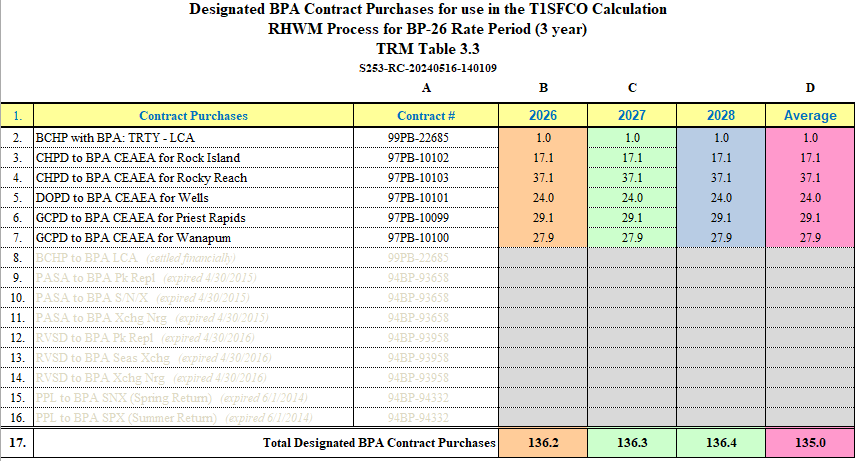 Designated BPA Contract Purchases for use in the T1SFCO Calculation
RHWM Process for BP-26 Rate Period (3 year)
TRM Table 3.3
S253-RC-20240516-140109
A B C D
1. Contract Purchases Contract # 2026 2027 2028 Average
2. BCHP with BPA: TRTY - LCA 99PB-22685 1.0 1.0 1.0 1.0
3. CHPD to BPA CEAEA for Rock Island 97PB-10102 17.1 17.1 17.1 17.1
4. CHPD to BPA CEAEA for Rocky Reach 97PB-10103 37.1 37.1 37.1 37.1
5. DOPD to BPA CEAEA for Wells 97PB-10101 24.0 24.0 24.0 24.0
6. GCPD to BPA CEAEA for Priest Rapids 97PB-10099 29.1 29.1 29.1 29.1
7. GCPD to BPA CEAEA for Wanapum 97PB-10100 27.9 27.9 27.9 27.9
8. BCHP to BPA LCA (settled financially) 99PB-22685
9. PASA to BPA Pk Repl (expired 4/30/2015) 94BP-93658
10. PASA to BPA S/N/X (expired 4/30/2015) 94BP-93658
11. PASA to BPA Xchg Nrg (expired 4/30/2015) 94BP-93658
12. RVSD to BPA Pk Repl (expired 4/30/2016) 94BP-93958
13. RVSD to BPA Seas Xchg (expired 4/30/2016) 94BP-93958
14. RVSD to BPA Xchg Nrg (expired 4/30/2016) 94BP-93958
15. PPL to BPA SNX (Spring Return) (expired 6/1/2014) 94BP-94332
16. PPL to BPA SPX (Summer Return) (expired 6/1/2014) 94BP-94332
17. Total Designated BPA Contract Purchases 136.2 136.3 136.4 135.0